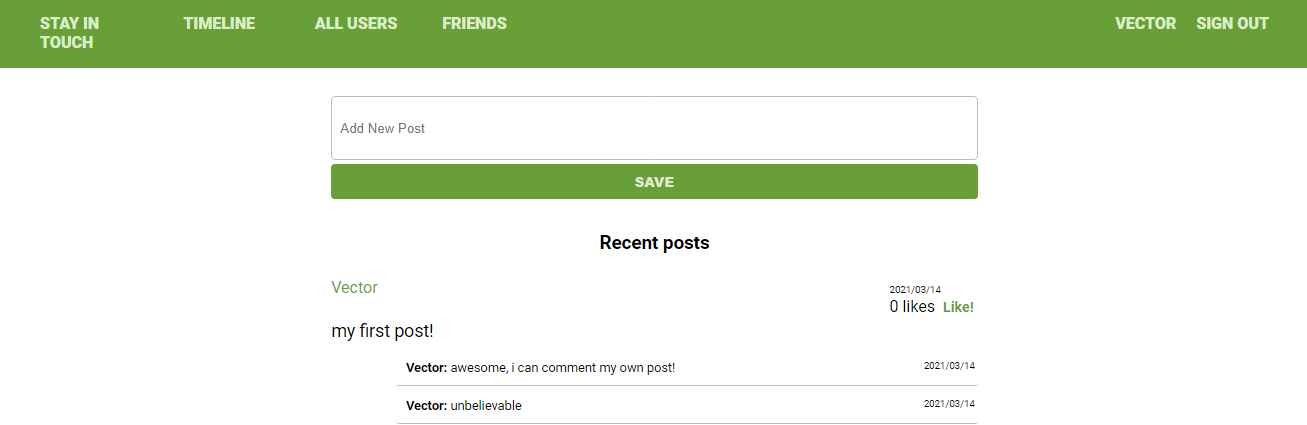 STAY IN TOUCH
TIMELINE
ALL USERS
FRIENDS
VECTOR
SIGN OUT
Add New Post
SAVE
Recent posts
Vector
2021/03/14
0 likes Like!
my first post!
Vector: awesome, i can comment my own post! 2021/03/14
Vector: unbelievable 2021/03/14